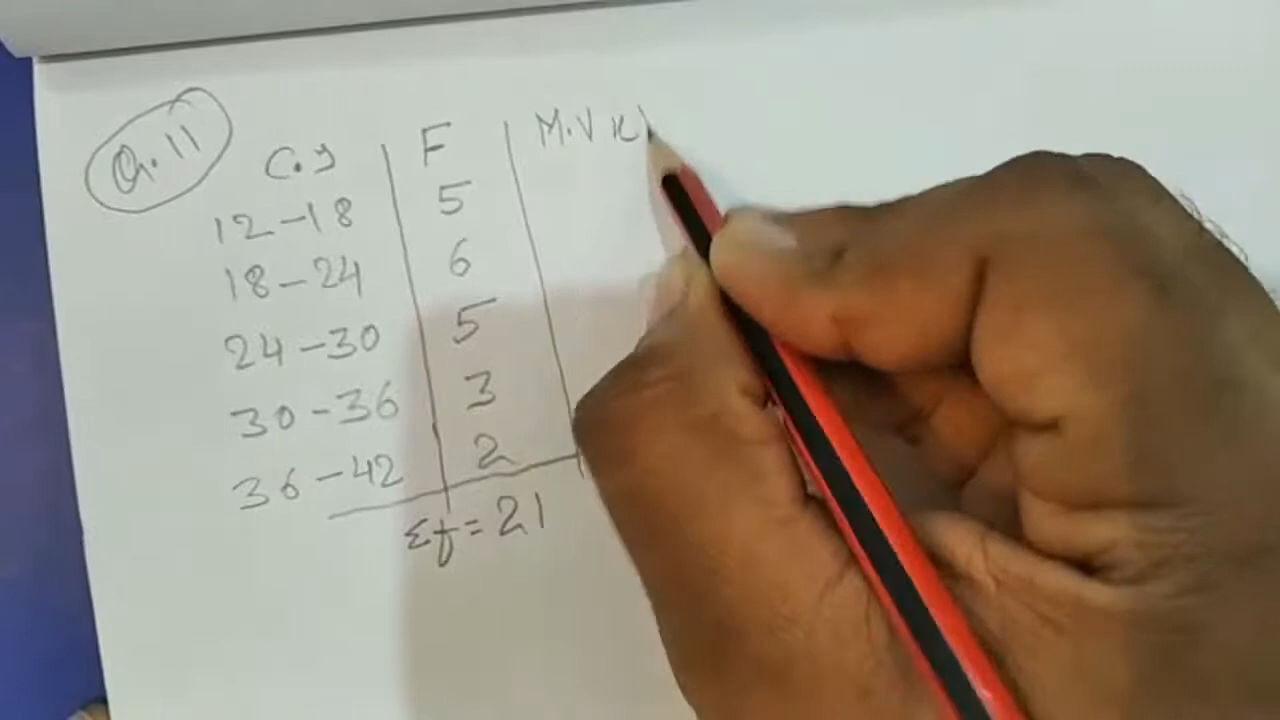 Q.11
C.I F M.V x
12-18 5
18-24 6
24-30 5
30-36 3
36-42 2
Σf = 21